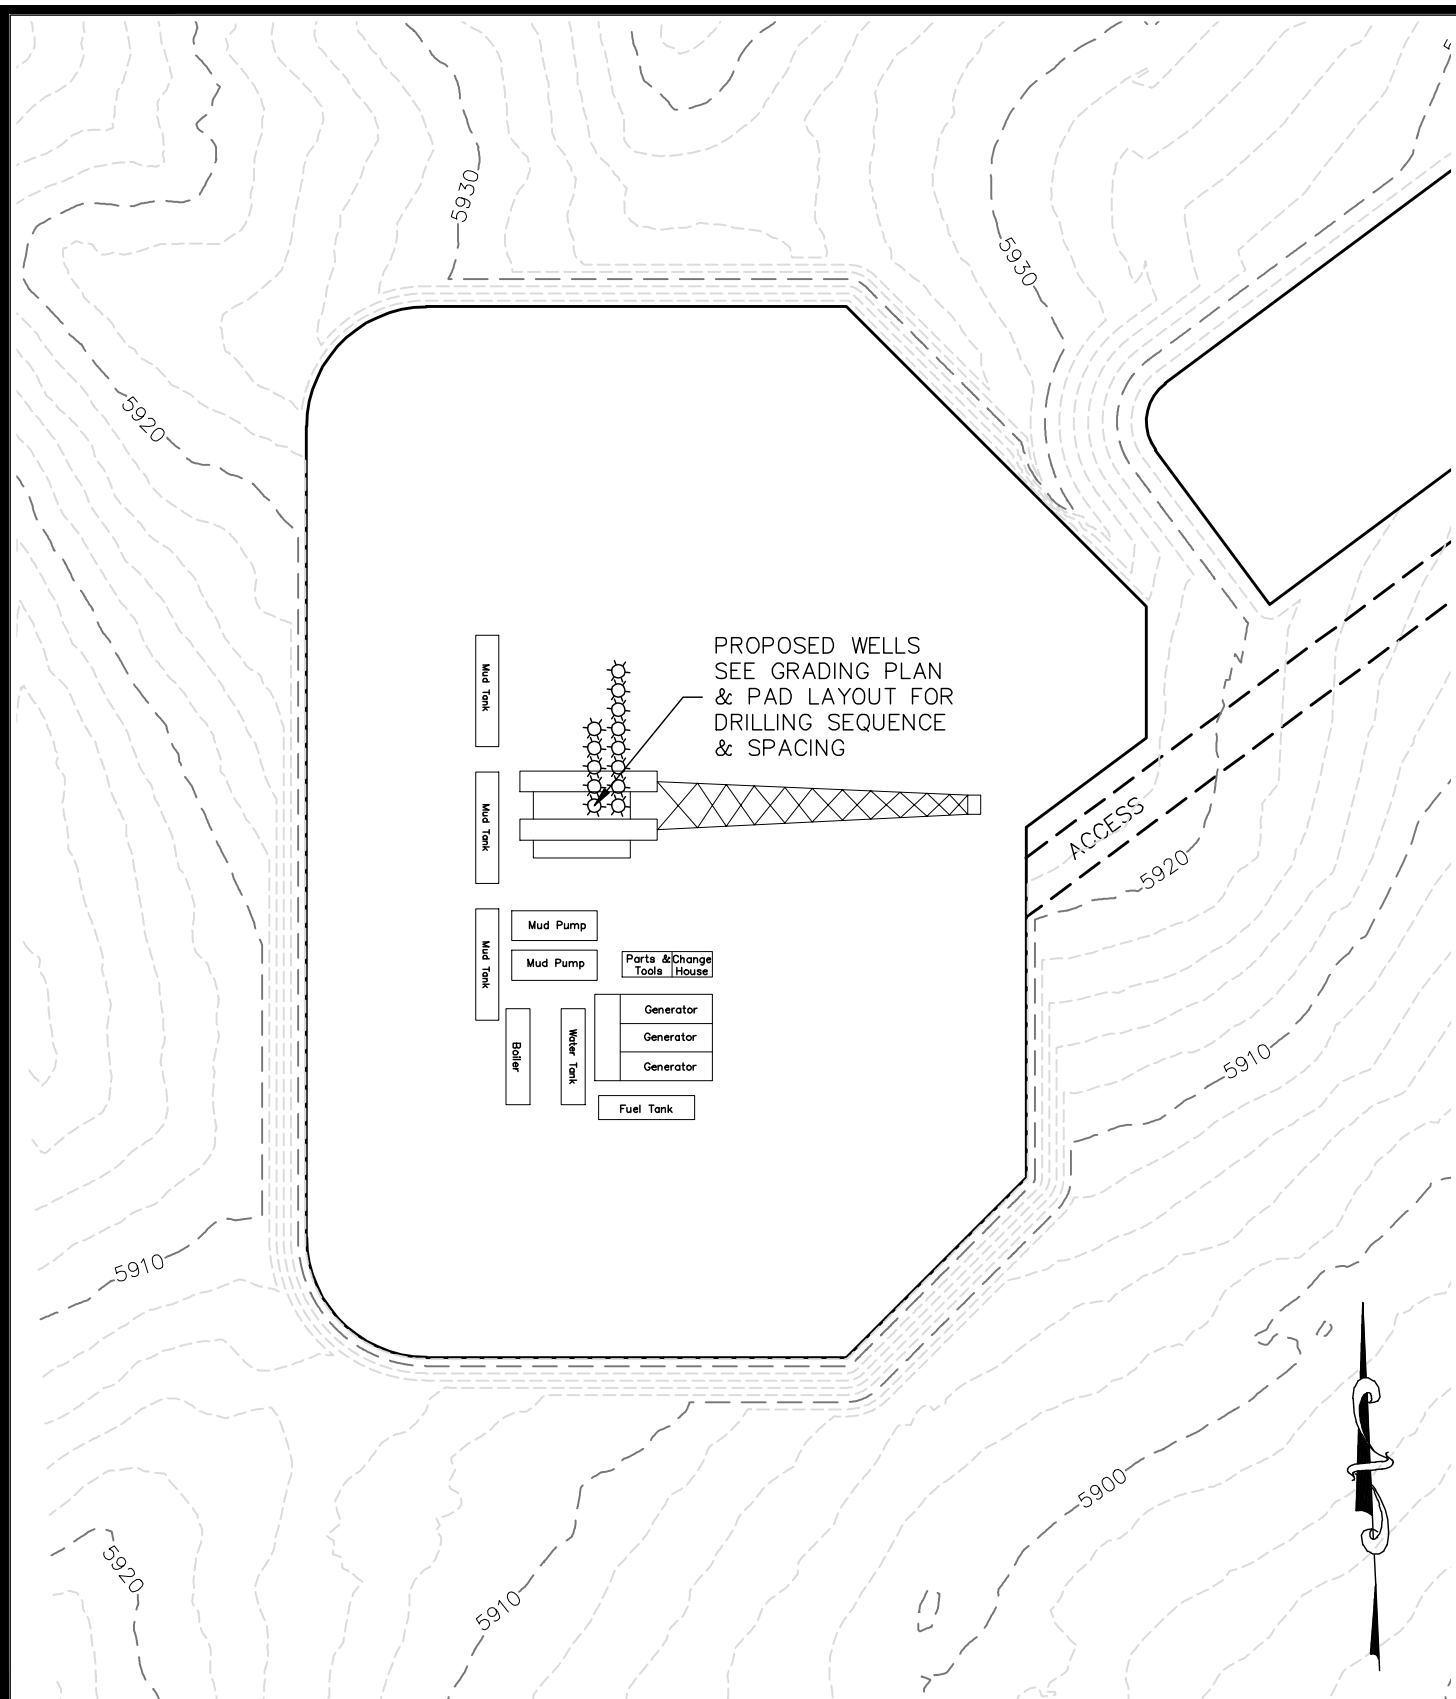 5930
5930
5920
PROPOSED WELLS
SEE GRADING PLAN
& PAD LAYOUT FOR
DRILLING SEQUENCE
& SPACING
Mud Tank
Mud Tank
ACCESS
5920
Mud Pump
Mud Tank
Mud Pump
Parts &
Tools
Change
House
Generator
Generator
Generator
Boiler
Water Tank
Fuel Tank
5910
5910
5900
5920
5910